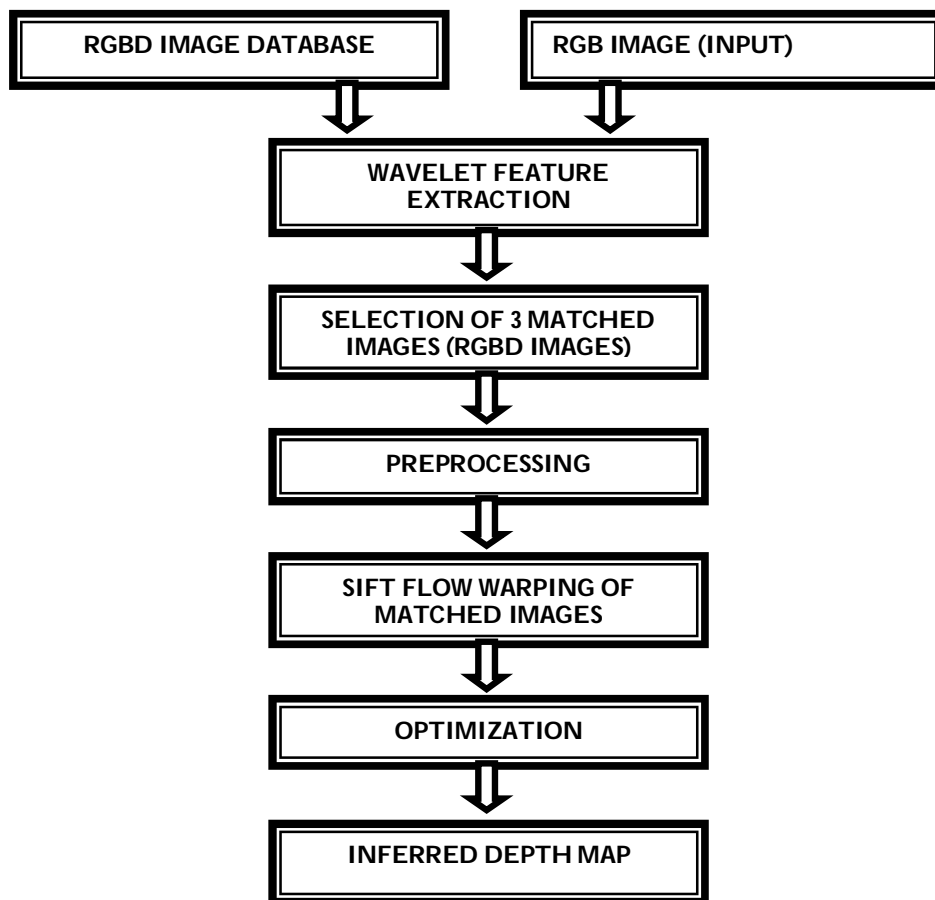 RGBD IMAGE DATABASE
RGB IMAGE (INPUT)
WAVELET FEATURE
EXTRACTION
SELECTION OF 3 MATCHED
IMAGES (RGBD IMAGES)
PREPROCESSING
SIFT FLOW WARPING OF
MATCHED IMAGES
OPTIMIZATION
INFERRED DEPTH MAP